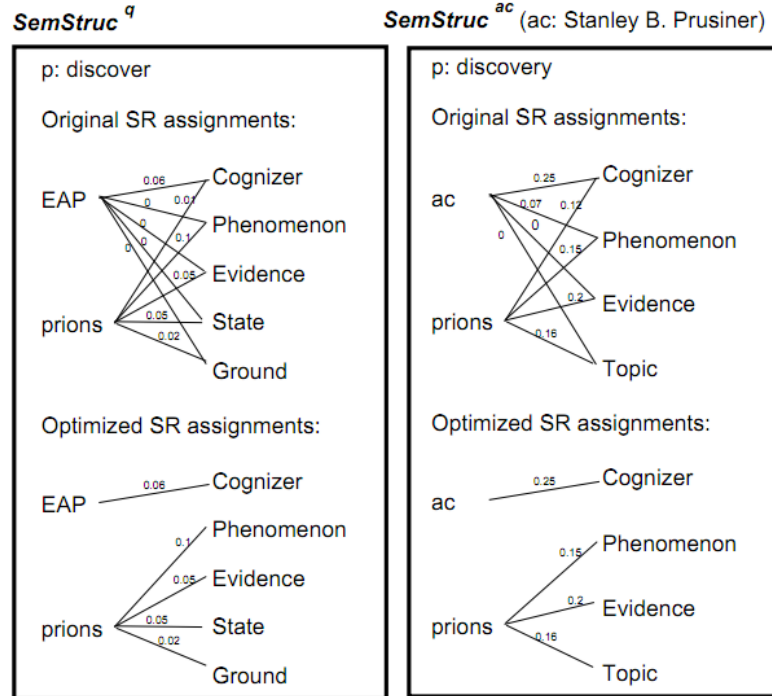 SemStruc q
p: discover
Original SR assignments:
EAP
prions
0.06
0
0
0
0
0.01
0.1
0.05
0.05
0.02
Cognizer
Phenomenon
Evidence
State
Ground
Optimized SR assignments:
EAP
prions
0.06
0.1
0.05
0.05
0.02
Cognizer
Phenomenon
Evidence
State
Ground
SemStruc ac (ac: Stanley B. Prusiner)
p: discovery
Original SR assignments:
ac
prions
0.25
0.07
0
0
0.12
0.15
0.2
0.16
Cognizer
Phenomenon
Evidence
Topic
Optimized SR assignments:
ac
prions
0.25
0.15
0.2
0.16
Cognizer
Phenomenon
Evidence
Topic